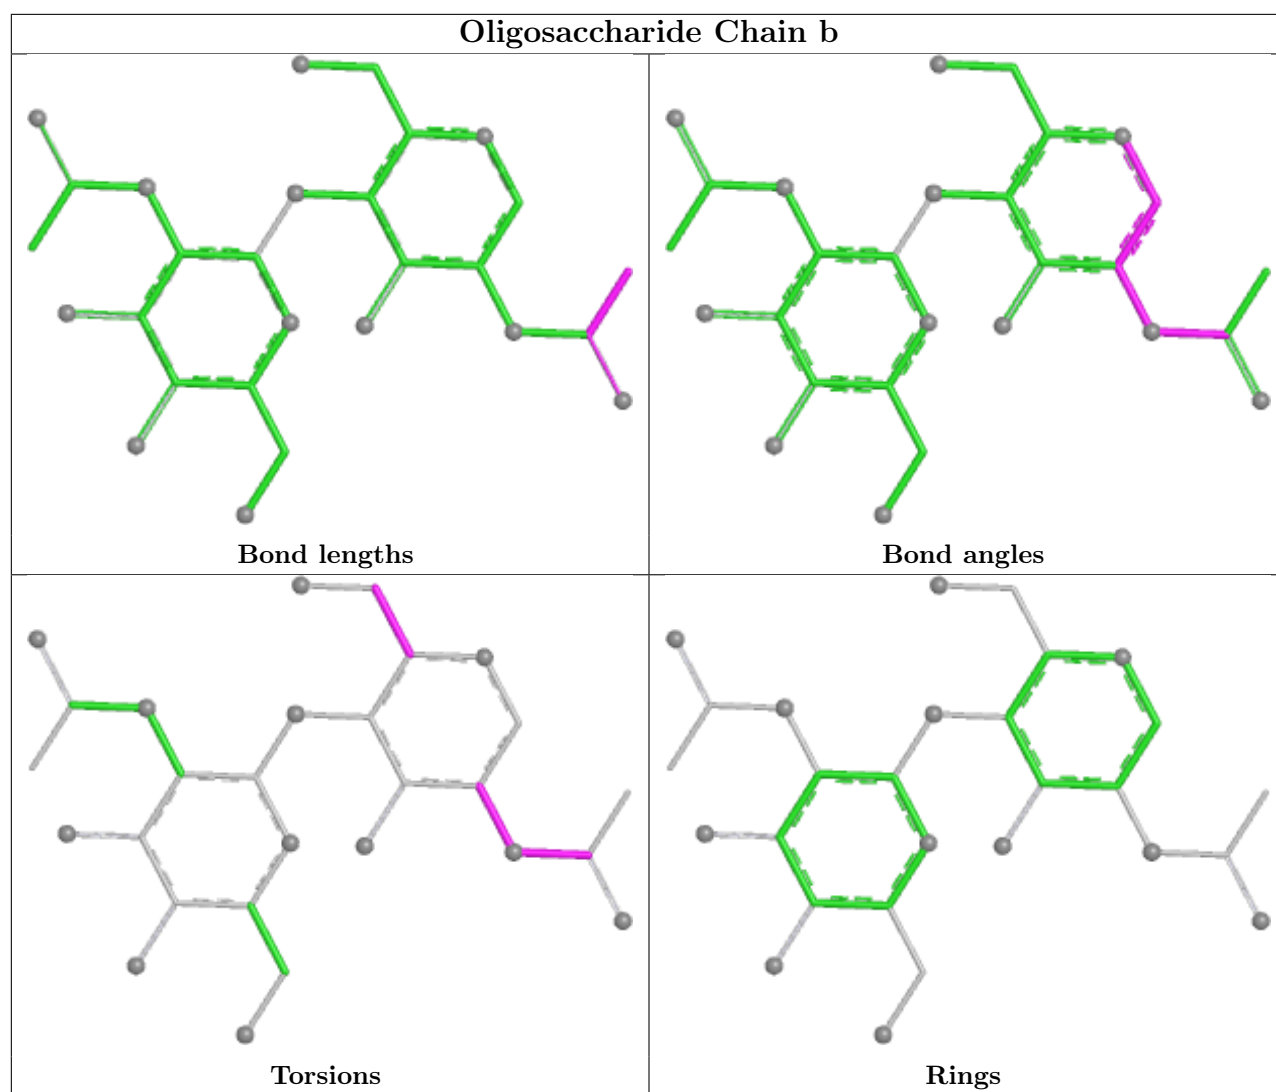 Oligosaccharide Chain b
Bond lengths
Bond angles
Torsions
Rings